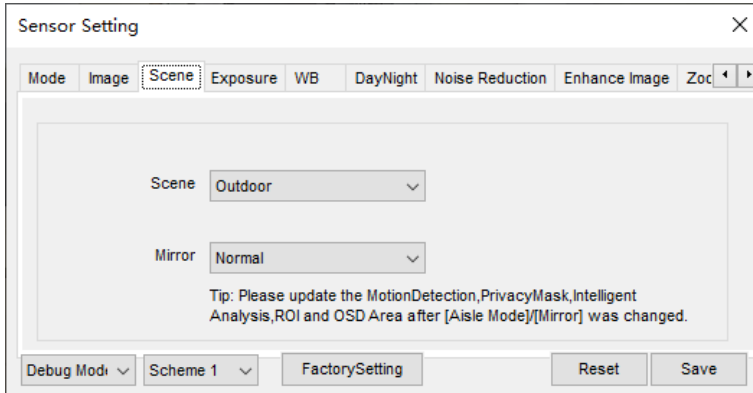 Sensor Setting
Mode Image Scene Exposure WB DayNight Noise Reduction Enhance Image
Scene Outdoor
Mirror Normal
Tip: Please update the MotionDetection,PrivacyMask,Intelligent
Analysis,ROI and OSD Area after [Aisle Mode]/[Mirror] was changed.
Debug Scheme 1 FactorySetting Reset Save